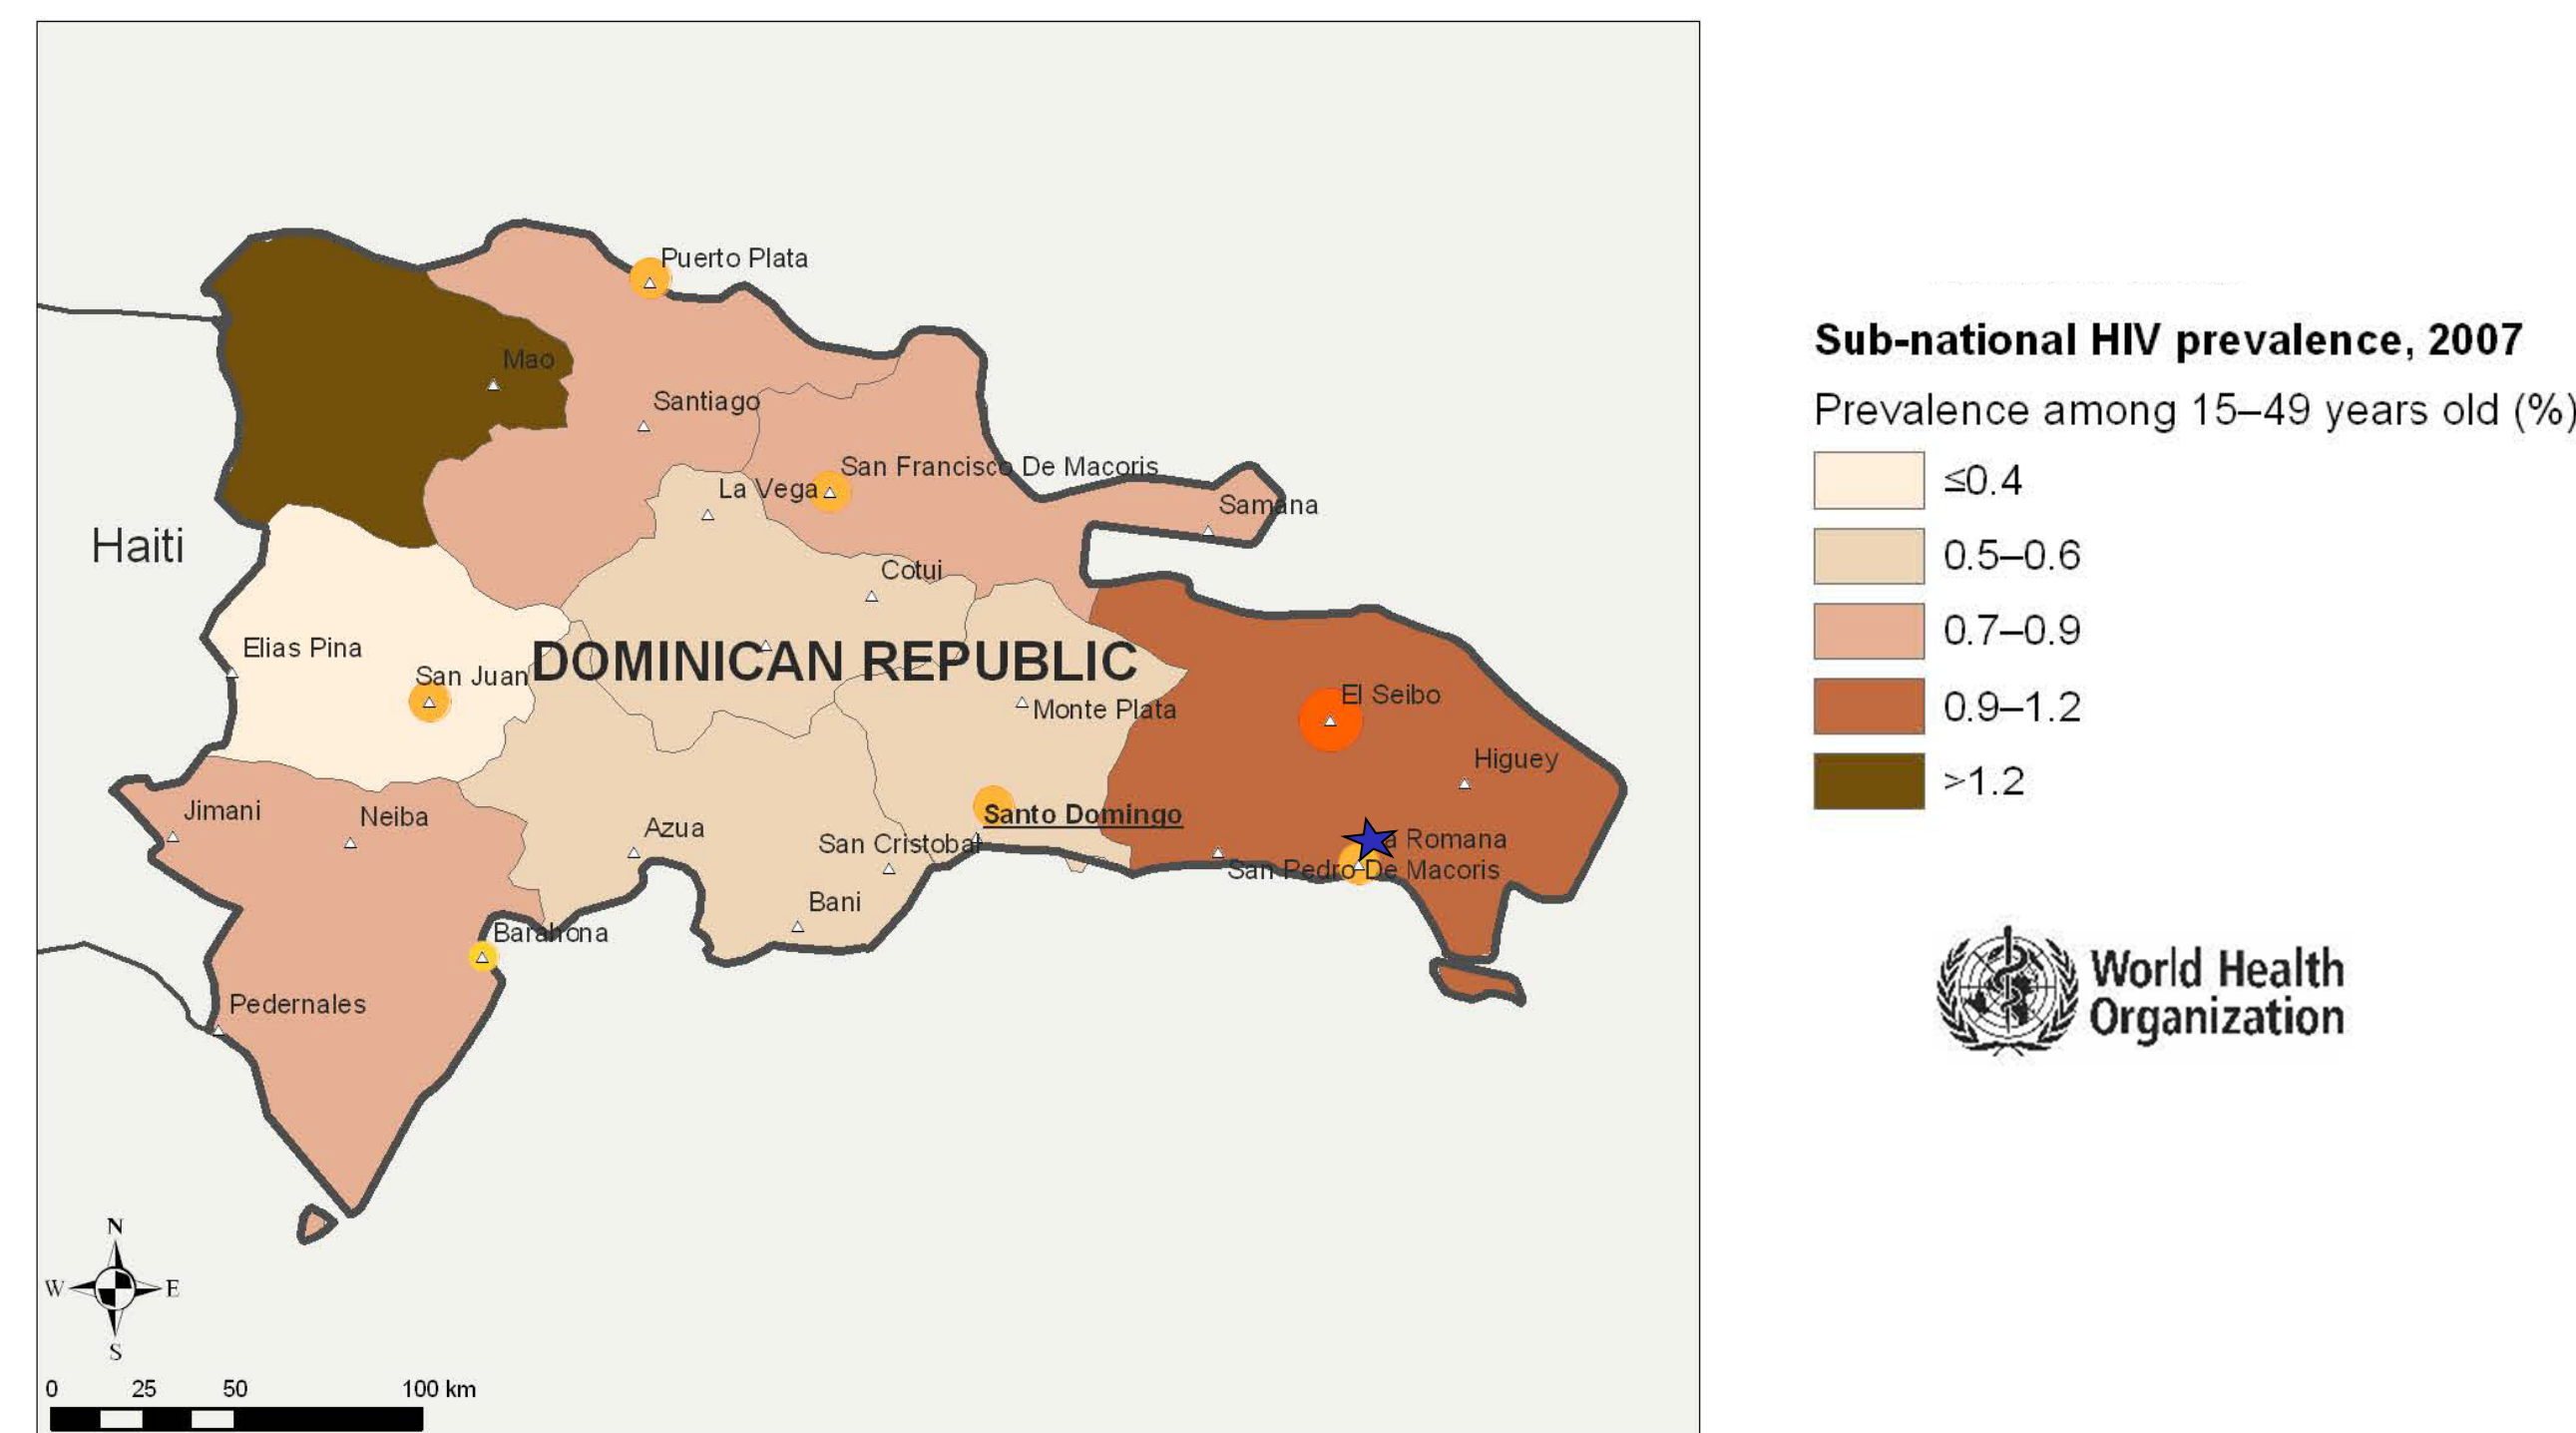 Puerto Plata
Mao
Santiago
San Francisco De Macoris
La Vega
Samana
Haiti
Cotui
Elias Pina
San Juan
DOMINICAN REPUBLIC
El Seibo
Monte Plata
Higuey
Jimani
Neiba
Santo Domingo
Azua
San Cristobal
a Romana
San Pedro De Macoris
Bani
Barahona
Pedernales
N
W E
S
0 25 50 100 km
Sub-national HIV prevalence, 2007
Prevalence among 15–49 years old (%)
≤0.4
0.5–0.6
0.7–0.9
0.9–1.2
>1.2
World Health
Organization